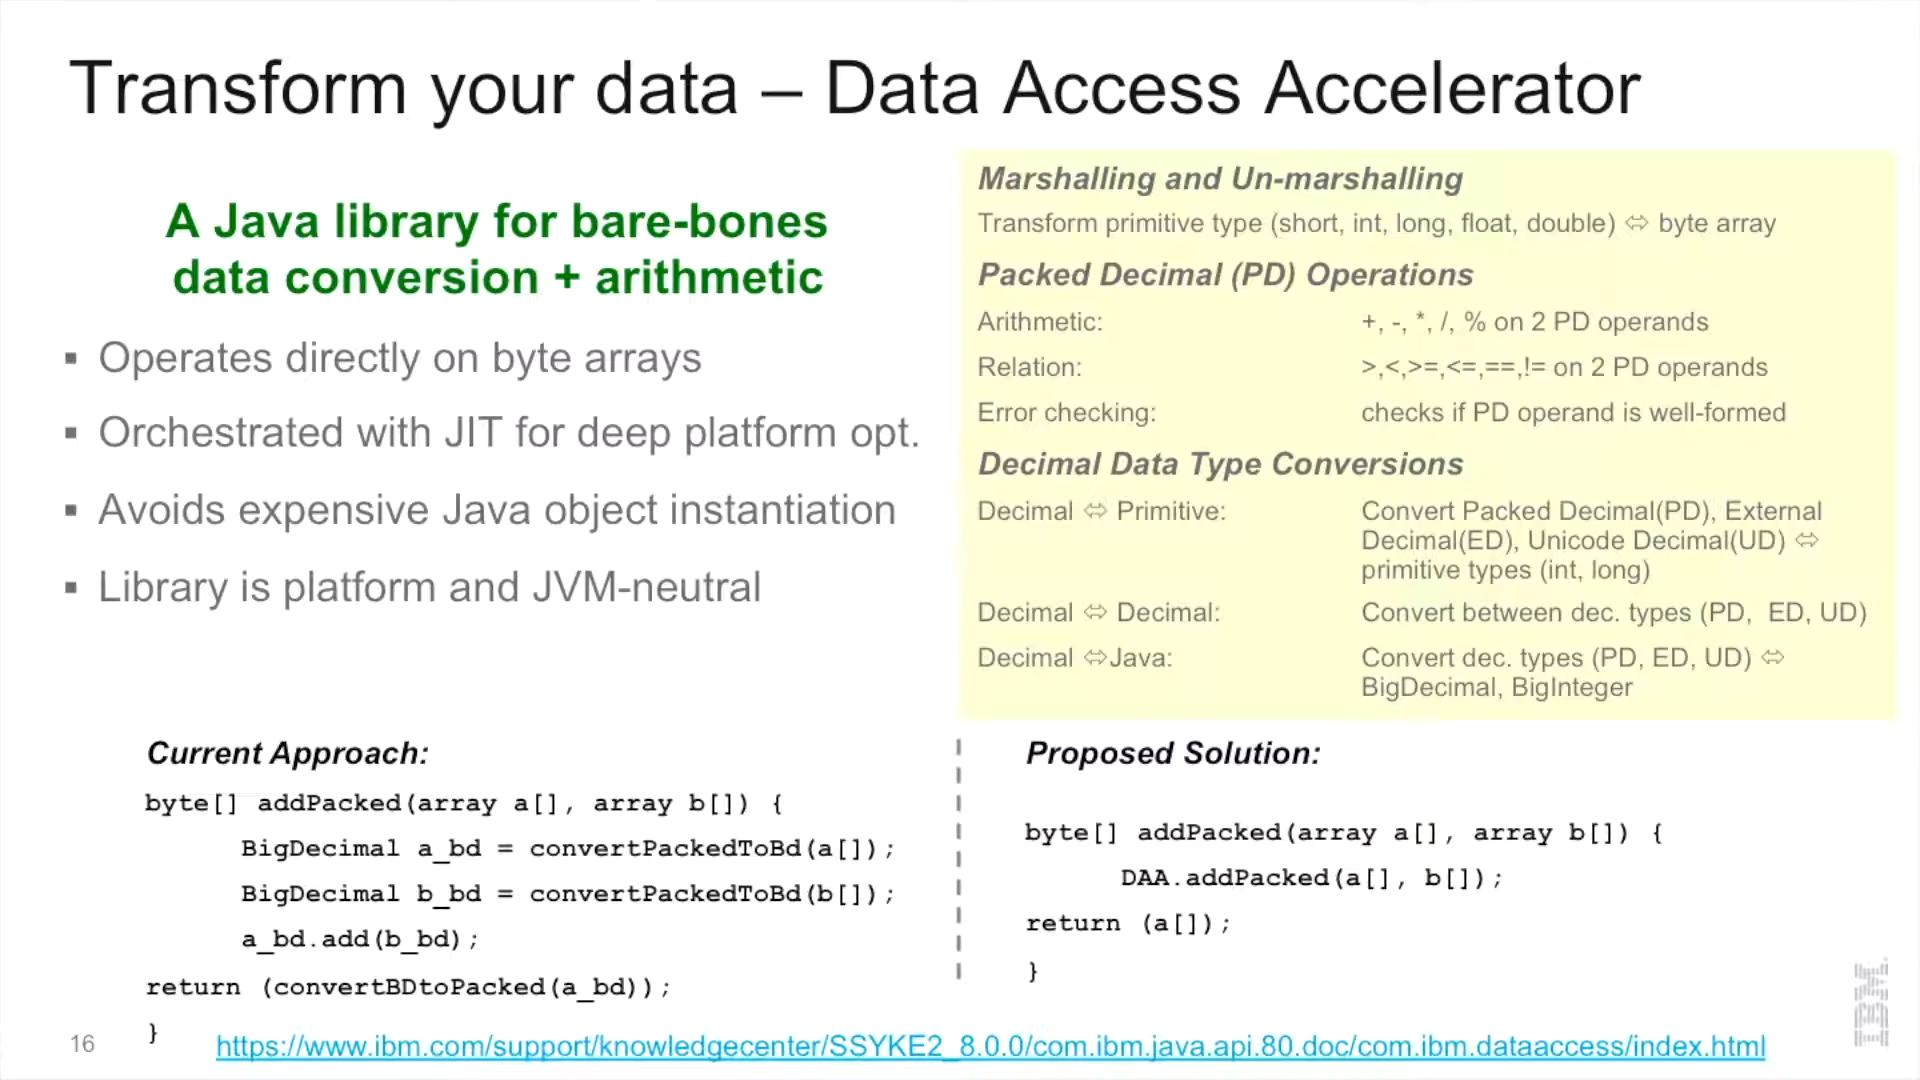 Transform your data – Data Access Accelerator
A Java library for bare-bones
data conversion + arithmetic
▪ Operates directly on byte arrays
▪ Orchestrated with JIT for deep platform opt.
▪ Avoids expensive Java object instantiation
▪ Library is platform and JVM-neutral
Marshalling and Un-marshalling
Transform primitive type (short, int, long, float, double) ⬄ byte array
Packed Decimal (PD) Operations
Arithmetic: +, -, *, /, % on 2 PD operands
Relation: >,<,>=,<=,==,!= on 2 PD operands
Error checking: checks if PD operand is well-formed
Decimal Data Type Conversions
Decimal ⬄ Primitive: Convert Packed Decimal(PD), External
Decimal(ED), Unicode Decimal(UD) ⬄
primitive types (int, long)
Decimal ⬄ Decimal: Convert between dec. types (PD, ED, UD)
Decimal ⬄Java: Convert dec. types (PD, ED, UD) ⬄
BigDecimal, BigInteger
Current Approach:
byte[] addPacked(array a[], array b[]) {
BigDecimal a_bd = convertPackedToBd(a[]);
BigDecimal b_bd = convertPackedToBd(b[]);
a_bd.add(b_bd);
return (convertBDtoPacked(a_bd));
}
Proposed Solution:
byte[] addPacked(array a[], array b[]) {
DAA.addPacked(a[], b[]);
return (a[]);
}
16
https://www.ibm.com/support/knowledgecenter/SSYKE2_8.0.0/com.ibm.java.api.80.doc/com.ibm.dataaccess/index.html
IBM